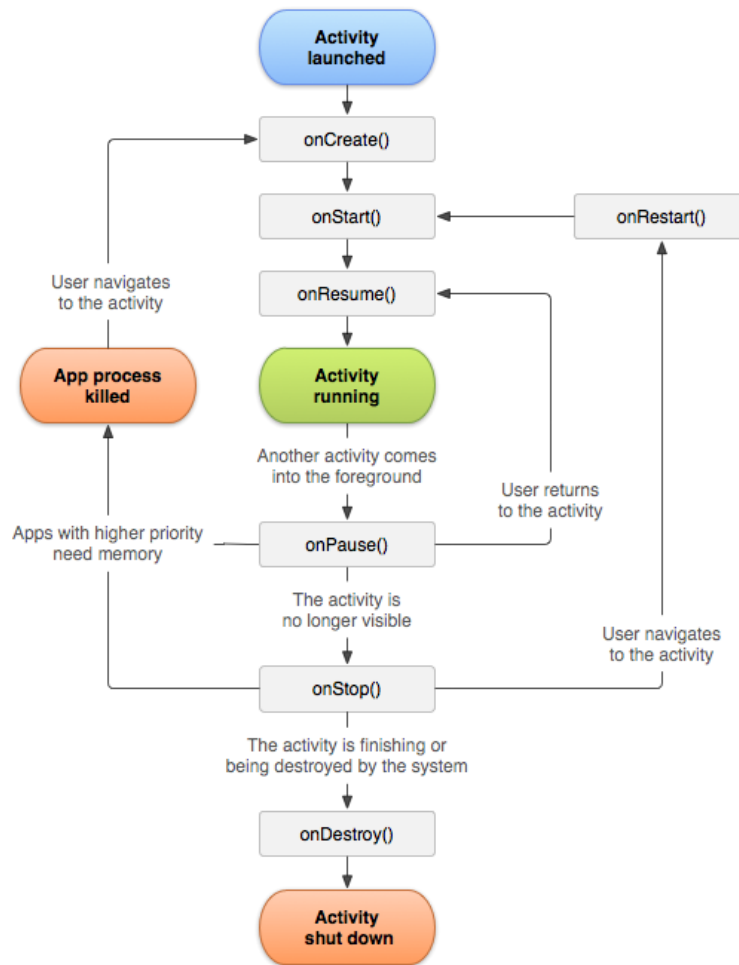 Activity
launched
onCreate()
onStart()
onRestart()
User navigates
to the activity
onResume()
App process
killed
Activity
running
Another activity comes
into the foreground
User returns
to the activity
Apps with higher priority
need memory
onPause()
The activity is
no longer visible
User navigates
to the activity
onStop()
The activity is finishing or
being destroyed by the system
onDestroy()
Activity
shut down